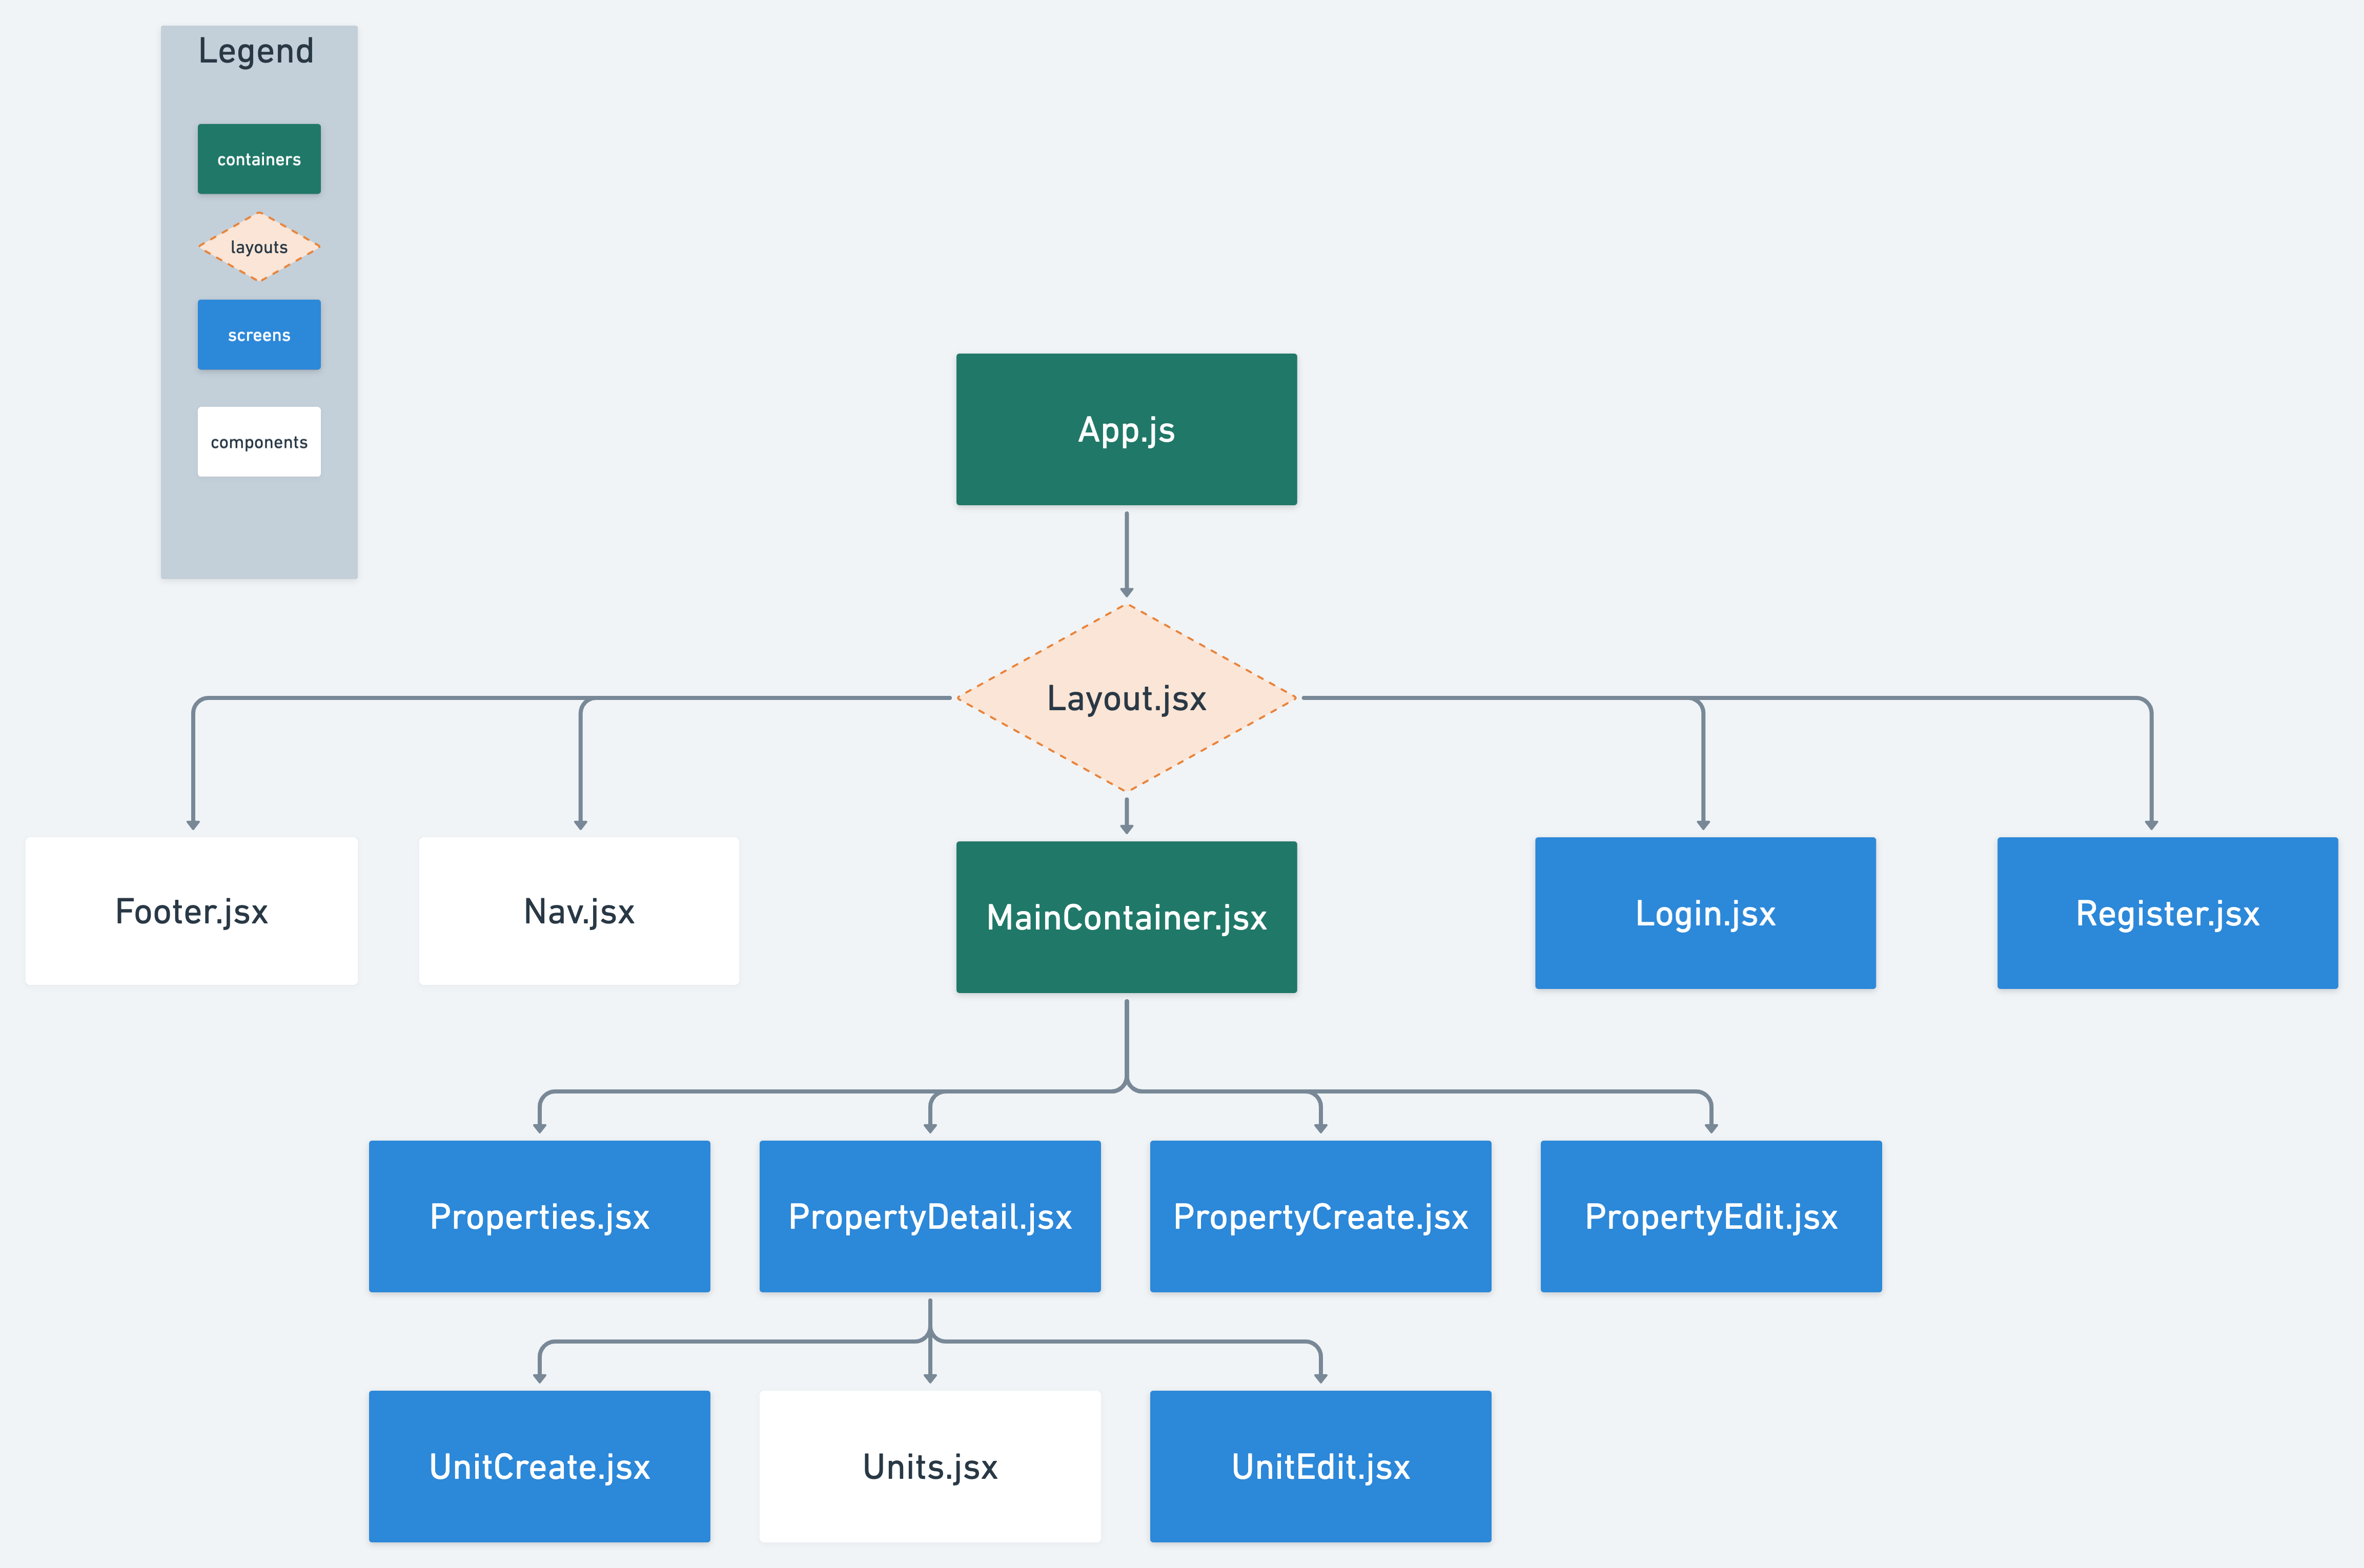 Legend
containers
layouts
screens
components
App.js
Layout.jsx
Footer.jsx
Nav.jsx
MainContainer.jsx
Login.jsx
Register.jsx
Properties.jsx
PropertyDetail.jsx
PropertyCreate.jsx
PropertyEdit.jsx
UnitCreate.jsx
Units.jsx
UnitEdit.jsx